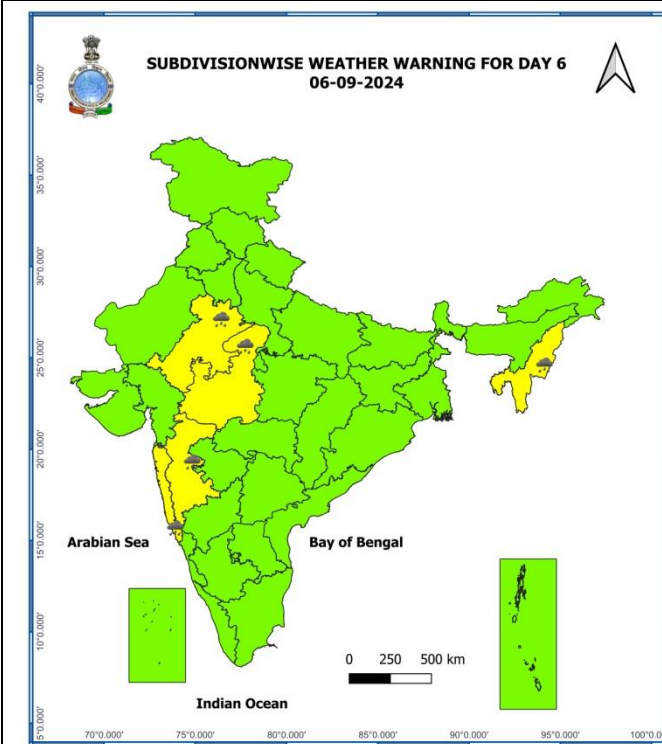 SUBDIVISIONWISE WEATHER WARNING FOR DAY 6
06-09-2024
40°0.000'
35°0.000'
30°0.000'
25°0.000'
20°0.000'
15°0.000'
10°0.000'
5°0.000'
Arabian Sea
Bay of Bengal
0 250 500 km
Indian Ocean
70°0.000' 75°0.000' 80°0.000' 85°0.000' 90°0.000' 95°0.000' 100°0.000'